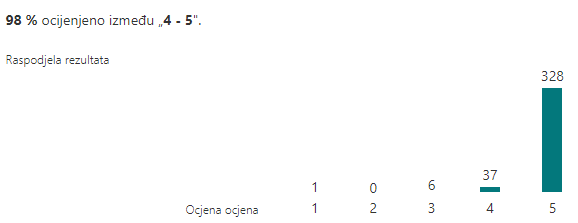 98 % ocijenjeno između „4 - 5".
Raspodjela rezultata
328
37
6
0
1
Ocjena ocjena 1 2 3 4 5